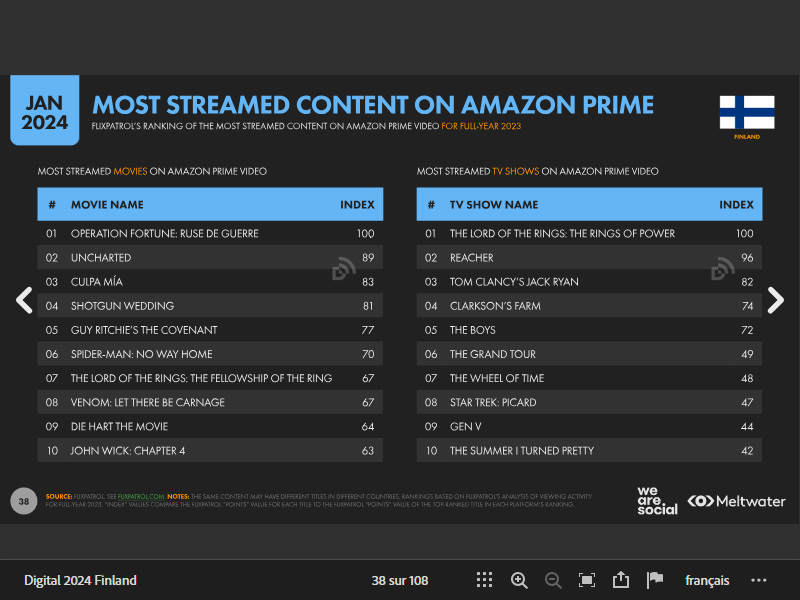 JAN
2024
MOST STREAMED CONTENT ON AMAZON PRIME
FLIXPATROL'S RANKING OF THE MOST STREAMED CONTENT ON AMAZON PRIME VIDEO FOR FULL-YEAR 2023
FINLAND
MOST STREAMED MOVIES ON AMAZON PRIME VIDEO
# MOVIE NAME INDEX
01 OPERATION FORTUNE: RUSE DE GUERRE 100
02 UNCHARTED 89
03 CULPA MÍA 83
04 SHOTGUN WEDDING 81
05 GUY RITCHIE'S THE COVENANT 77
06 SPIDER-MAN: NO WAY HOME 70
07 THE LORD OF THE RINGS: THE FELLOWSHIP OF THE RING 67
08 VENOM: LET THERE BE CARNAGE 67
09 DIE HART THE MOVIE 64
10 JOHN WICK: CHAPTER 4 63
MOST STREAMED TV SHOWS ON AMAZON PRIME VIDEO
# TV SHOW NAME INDEX
01 THE LORD OF THE RINGS: THE RINGS OF POWER 100
02 REACHER 96
03 TOM CLANCY'S JACK RYAN 82
04 CLARKSON'S FARM 74
05 THE BOYS 72
06 THE GRAND TOUR 49
07 THE WHEEL OF TIME 48
08 STAR TREK: PICARD 47
09 GEN V 44
10 THE SUMMER I TURNED PRETTY 42
38
SOURCE: FLIXPATROL. SEE FLIXPATROL.COM. NOTES: THE SAME CONTENT MAY HAVE DIFFERENT TITLES IN DIFFERENT COUNTRIES. RANKINGS BASED ON FLIXPATROL'S ANALYSIS OF VIEWING ACTIVITY
FOR FULL-YEAR 2023. "INDEX" VALUES COMPARE THE FLIXPATROL "POINTS" VALUE FOR EACH TITLE TO THE FLIXPATROL "POINTS" VALUE OF THE TOP-RANKED TITLE IN EACH PLATFORM'S RANKING.
we
are
social
Meltwater
Digital 2024 Finland
38 sur 108
français